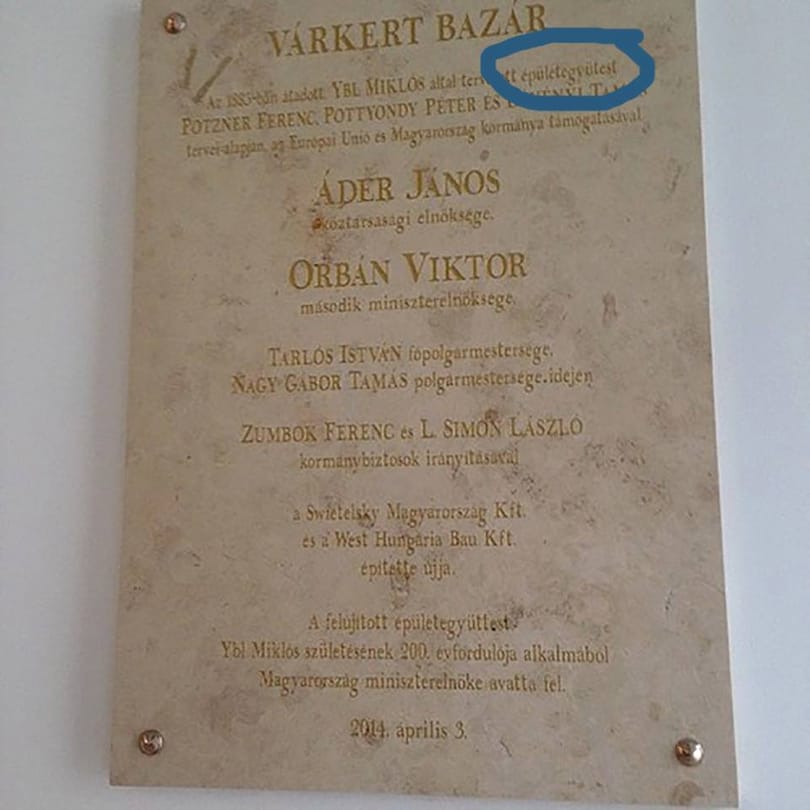 VÁRKERT BAZÁR
Az 1883-ban átadott, YBL MIKLÓS által tervezett épületegyütest
POTZNER FERENC, POTTYONDY PÉTER ÉS
tervei alapján, az Európai Unió és Magyarország kormánya támogatásával
ÁDER JÁNOS
köztársasági elnöksége,
ORBÁN VIKTOR
második miniszterelnöksége,
TARLÓS ISTVÁN főpolgármestersége,
NAGY GÁBOR TAMÁS polgármestersége idején
ZUMBOK FERENC és L. SIMON LÁSZLÓ
kormánybiztosok irányításával
a Swietelsky Magyarország Kft.
és a West Hungária Bau Kft.
építette újjá.
A felújított épületegyüttest
Ybl Miklós születésének 200. évfordulója alkalmából
Magyarország miniszterelnöke avatta fel.
2014. április 3.